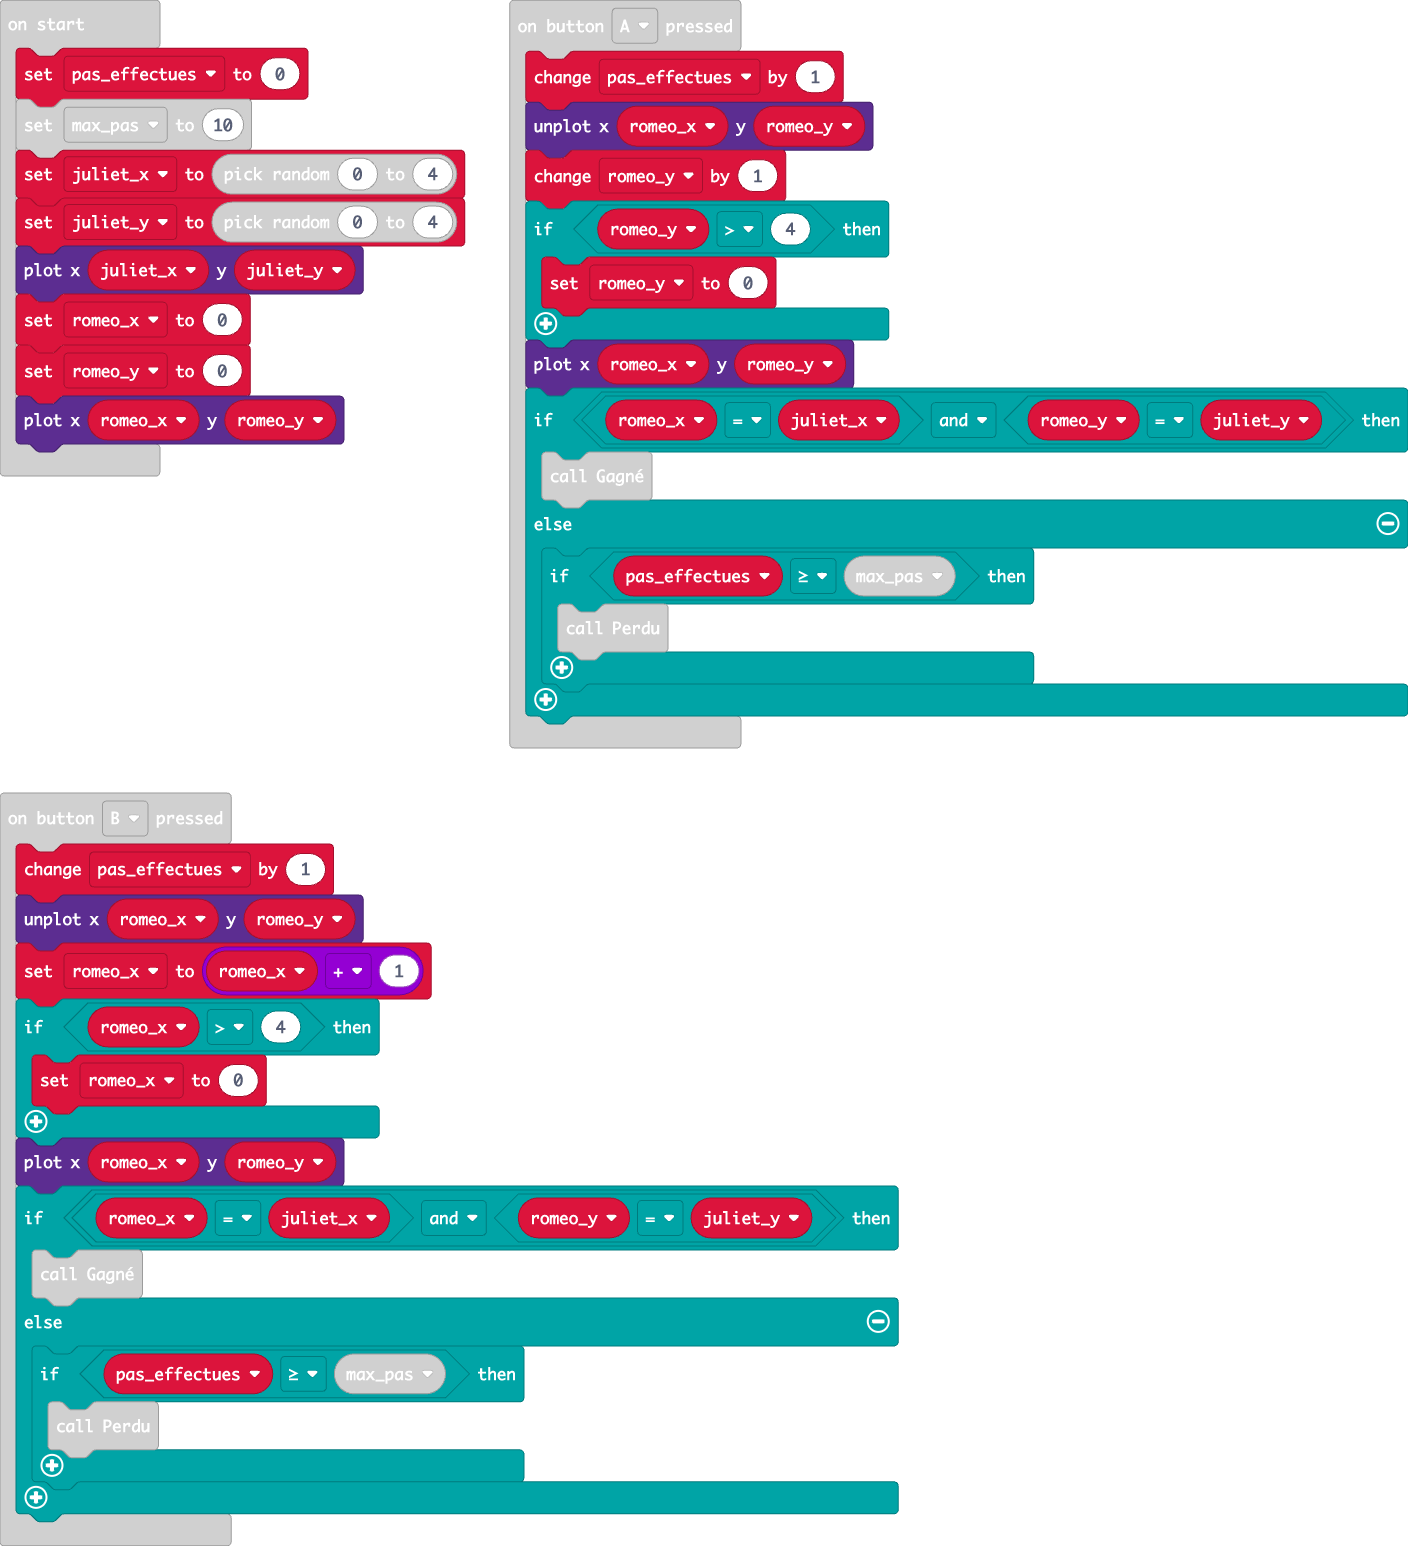 on start
set pas_effectues to 0
set max_pas to 10
set juliet_x to pick random 0 to 4
set juliet_y to pick random 0 to 4
plot x juliet_x y juliet_y
set romeo_x to 0
set romeo_y to 0
plot x romeo_x y romeo_y
on button A pressed
change pas_effectues by 1
unplot x romeo_x y romeo_y
change romeo_y by 1
if romeo_y > 4 then
set romeo_y to 0
plot x romeo_x y romeo_y
if romeo_x = juliet_x and romeo_y = juliet_y then
call Gagné
else
if pas_effectues ≥ max_pas then
call Perdu
on button B pressed
change pas_effectues by 1
unplot x romeo_x y romeo_y
set romeo_x to romeo_x + 1
if romeo_x > 4 then
set romeo_x to 0
plot x romeo_x y romeo_y
if romeo_x = juliet_x and romeo_y = juliet_y then
call Gagné
else
if pas_effectues ≥ max_pas then
call Perdu